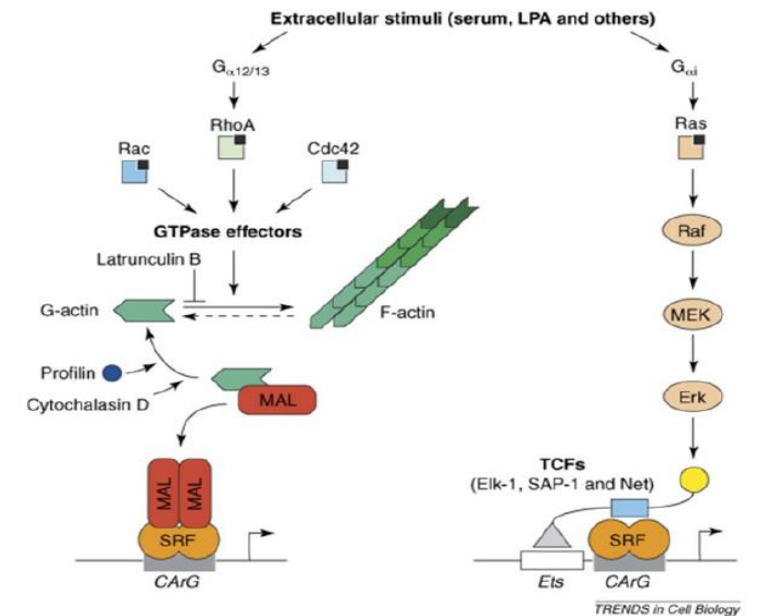 Extracellular stimuli (serum, LPA and others)
Gα12/13
Gαi
RhoA
Ras
Rac
Cdc42
GTPase effectors
Raf
Latrunculin B
G-actin
F-actin
MEK
Profilin
MAL
Cytochalasin D
Erk
TCFs
(Elk-1, SAP-1 and Net)
MAL
MAL
SRF
SRF
CArG
Ets
CArG
TRENDS in Cell Biology